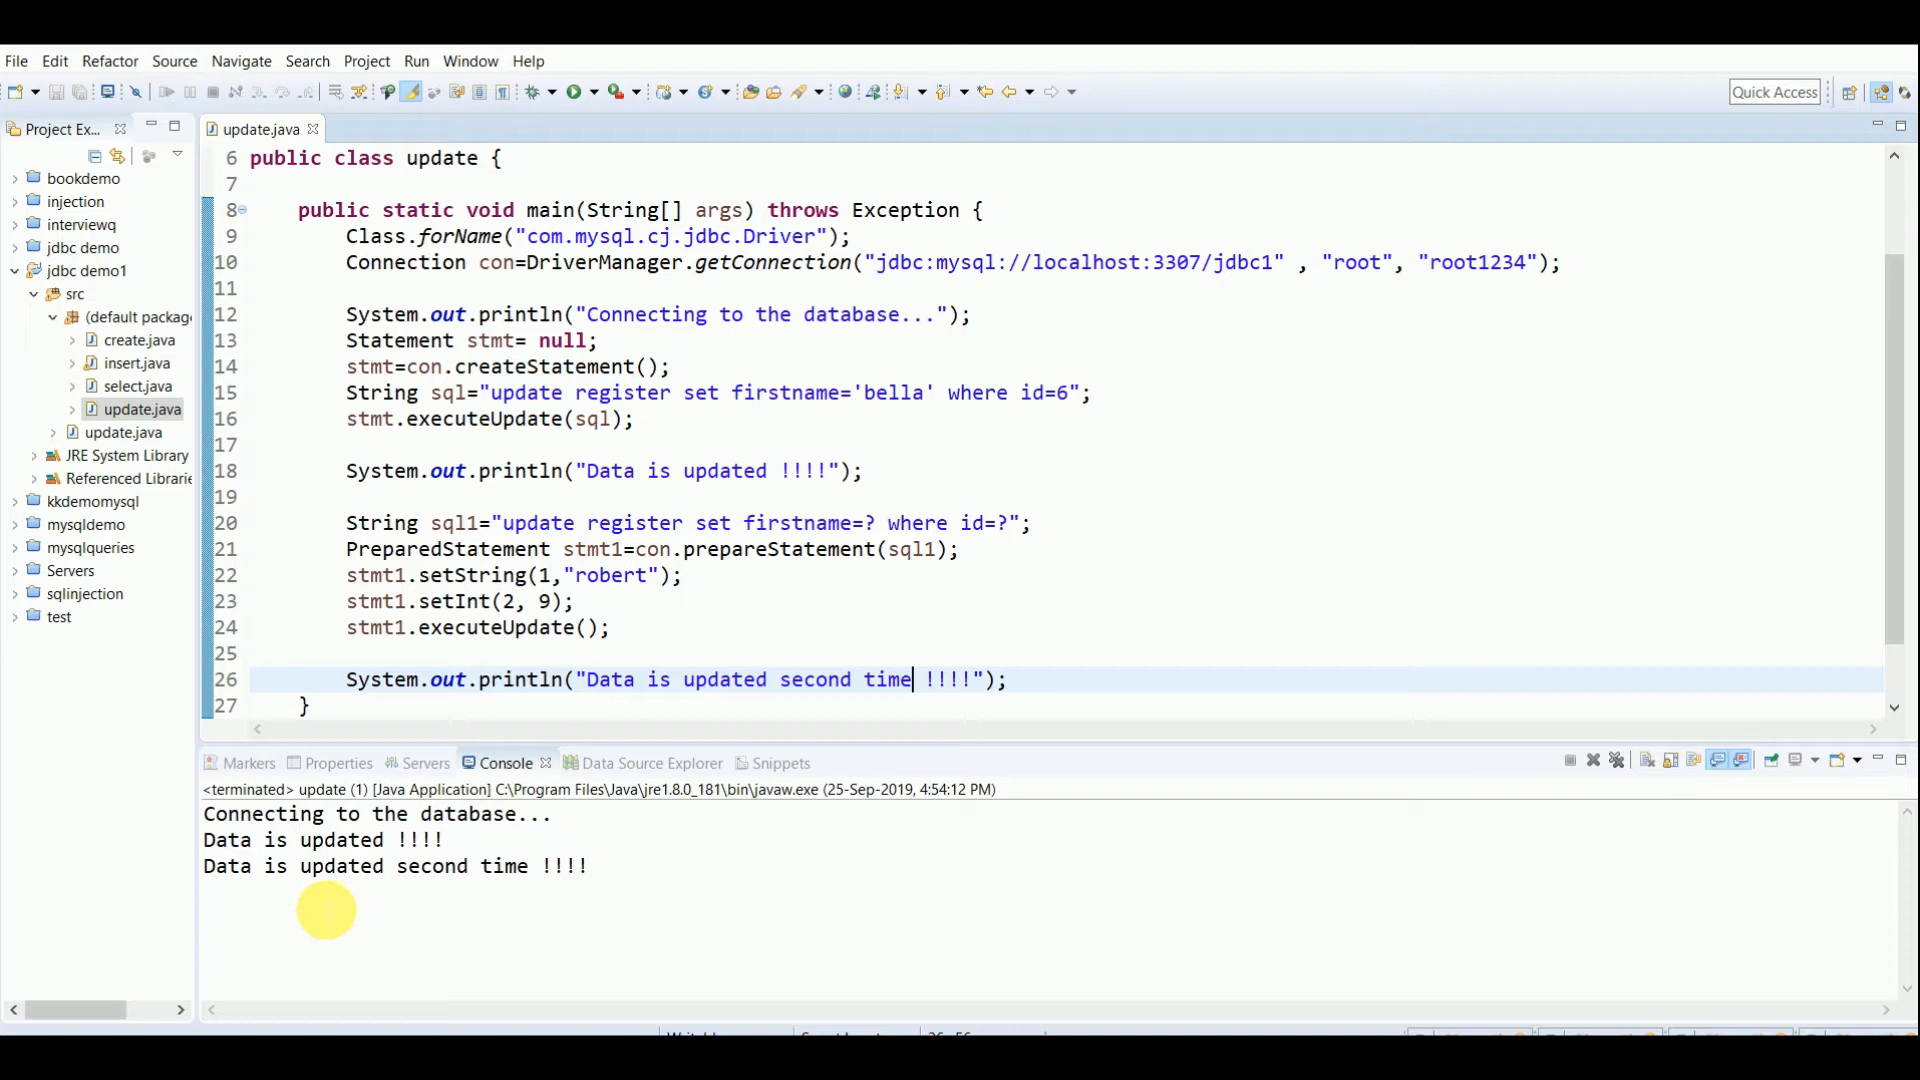 File Edit Refactor Source Navigate Search Project Run Window Help
Quick Access
Project Ex...
update.java
bookdemo
injection
interviewq
jdbc demo
jdbc demo1
src
(default package
create.java
insert.java
select.java
update.java
update.java
JRE System Library
Referenced Librarie
kkdemomysql
mysqldemo
mysqlqueries
Servers
sqlinjection
test
6 public class update {
7
8 public static void main(String[] args) throws Exception {
9 Class.forName("com.mysql.cj.jdbc.Driver");
10 Connection con=DriverManager.getConnection("jdbc:mysql://localhost:3307/jdbc1" , "root", "root1234");
11
12 System.out.println("Connecting to the database...");
13 Statement stmt= null;
14 stmt=con.createStatement();
15 String sql="update register set firstname='bella' where id=6";
16 stmt.executeUpdate(sql);
17
18 System.out.println("Data is updated !!!!");
19
20 String sql1="update register set firstname=? where id=?";
21 PreparedStatement stmt1=con.prepareStatement(sql1);
22 stmt1.setString(1,"robert");
23 stmt1.setInt(2, 9);
24 stmt1.executeUpdate();
25
26 System.out.println("Data is updated second time !!!!");
27 }
Markers Properties Servers Console Data Source Explorer Snippets
<terminated> update (1) [Java Application] C:\Program Files\Java\jre1.8.0_181\bin\javaw.exe (25-Sep-2019, 4:54:12 PM)
Connecting to the database...
Data is updated !!!!
Data is updated second time !!!!